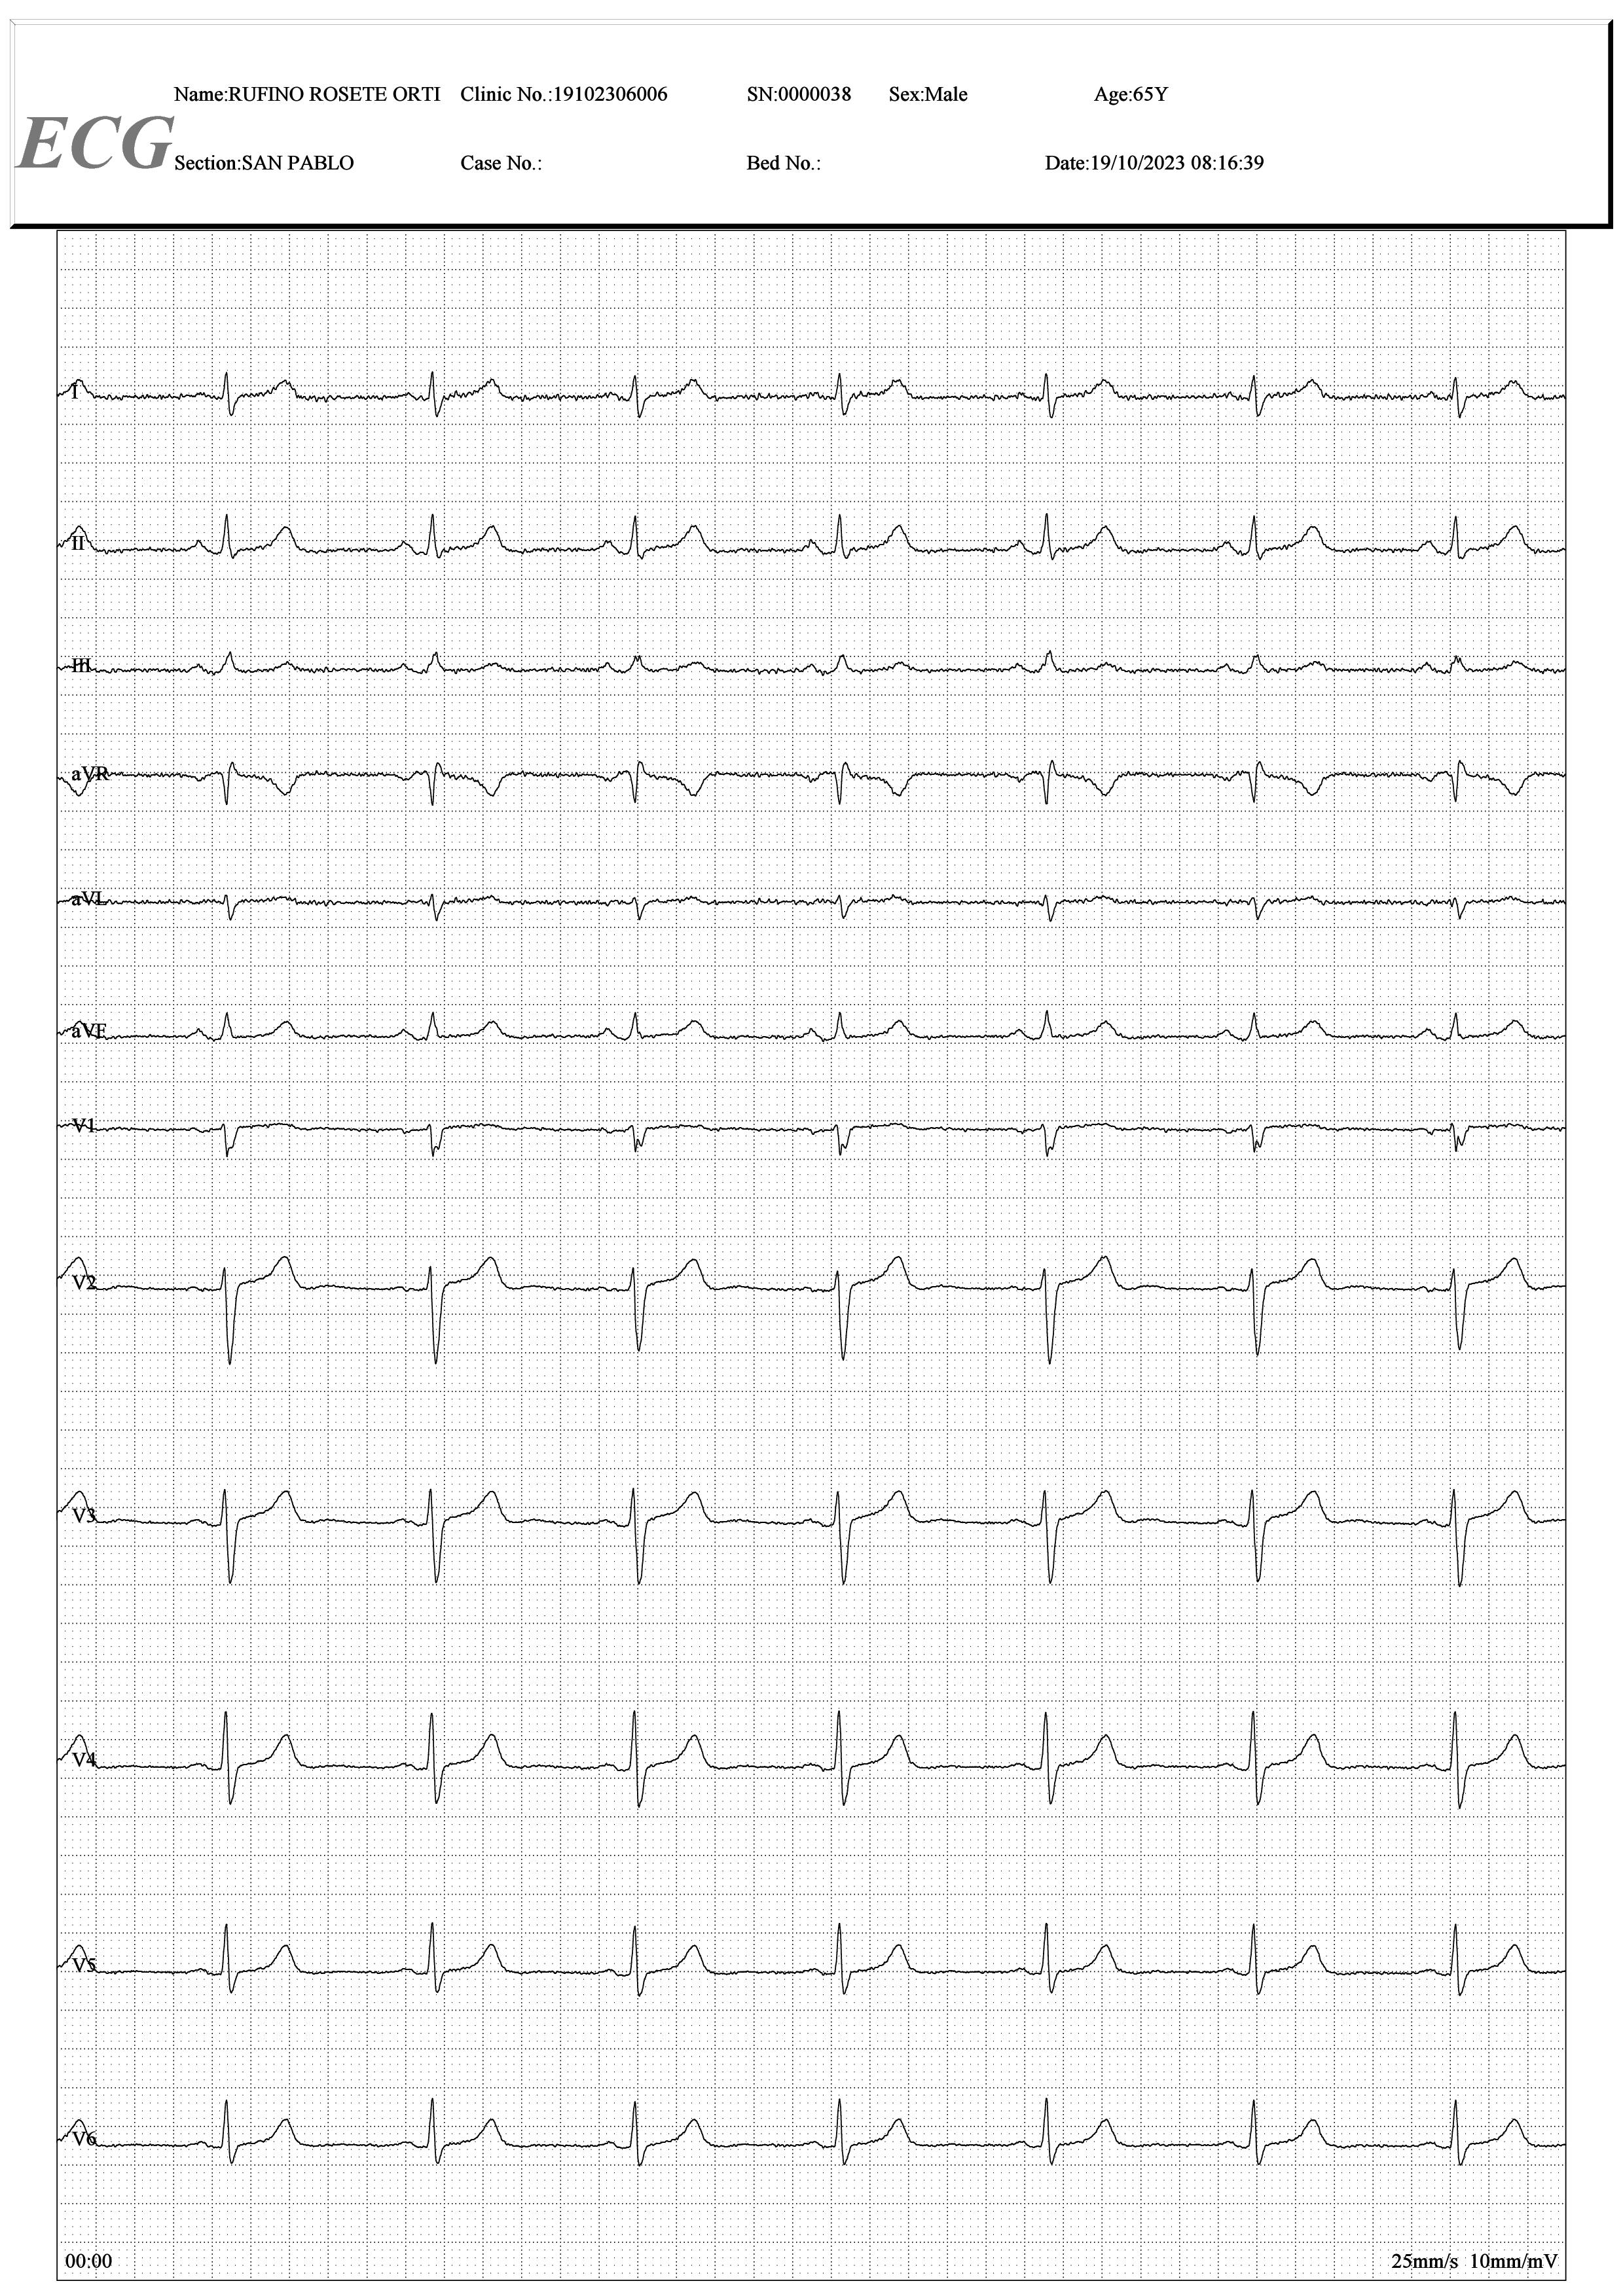 Name:RUFINO ROSETE ORTI Clinic No.:19102306006 SN:0000038 Sex:Male Age:65Y
ECG
Section:SAN PABLO Case No.: Bed No.: Date:19/10/2023 08:16:39
I
II
III
aVR
aVL
aVF
V1
V2
V3
V4
V5
V6
00:00 25mm/s 10mm/mV